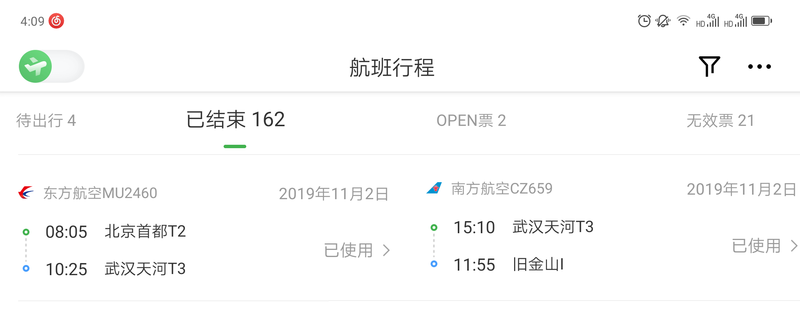 4:09
HD 4G HD 4G
航班行程
待出行 4 已结束 162 OPEN票 2 无效票 21
东方航空MU2460 2019年11月2日
08:05 北京首都T2
已使用
10:25 武汉天河T3
南方航空CZ659 2019年11月2日
15:10 武汉天河T3
已使用
11:55 旧金山I